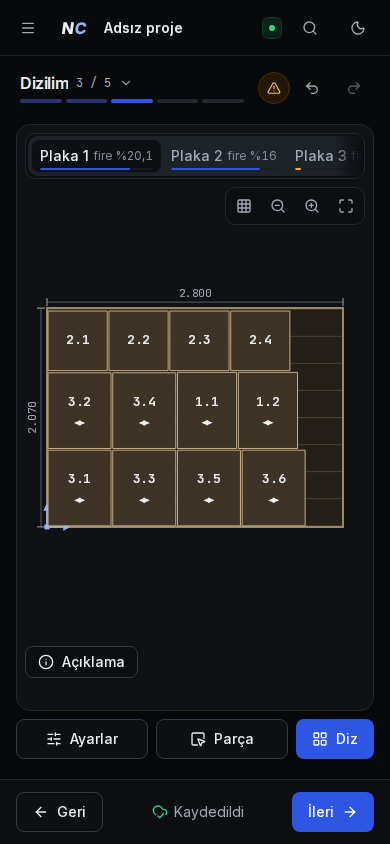 NC Adsız proje
Dizilim 3 / 5
Plaka 1 fire %20,1 Plaka 2 fire %16 Plaka 3
2.800
2.070
2.1 2.2 2.3 2.4
3.2 3.4 1.1 1.2
3.1 3.3 3.5 3.6
Açıklama
Ayarlar Parça Diz
Geri Kaydedildi İleri